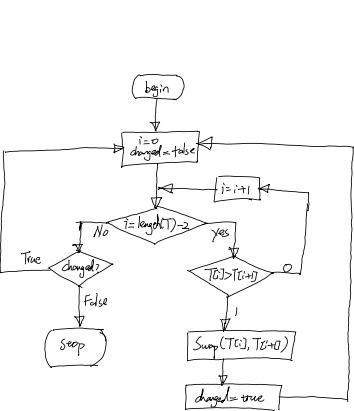 begin
i=0
changed=false
i=i+1
i=length(T)-2
No
yes
True
changed?
T[i]>T[i+1]
0
False
1
Stop
Swap(T[i],T[i+1])
changed=true